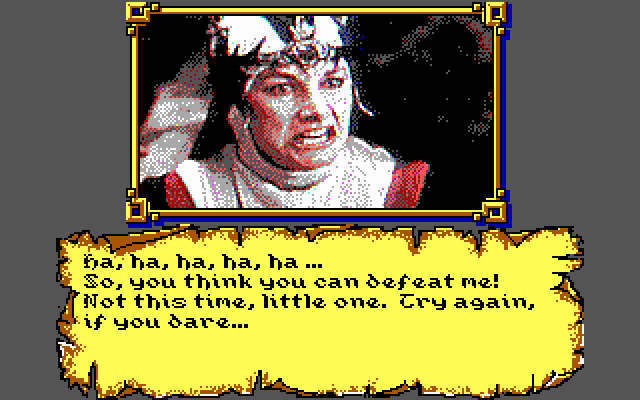 ha, ha, ha, ha, ha ...
So, you think you can defeat me!
Not this time, little one. Try again,
if you dare...